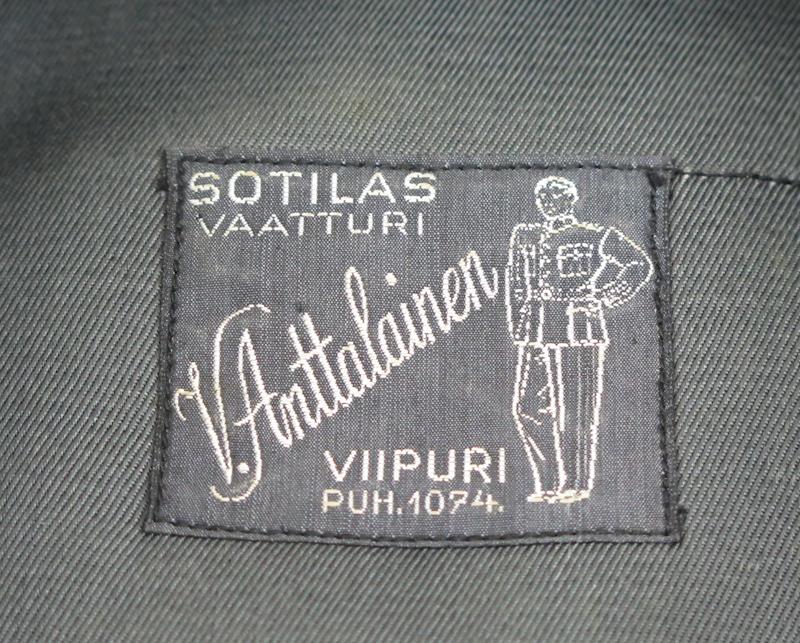 SOTILAS
VAATTURI
V. Anttalainen
VIIPURI
PUH. 1074.